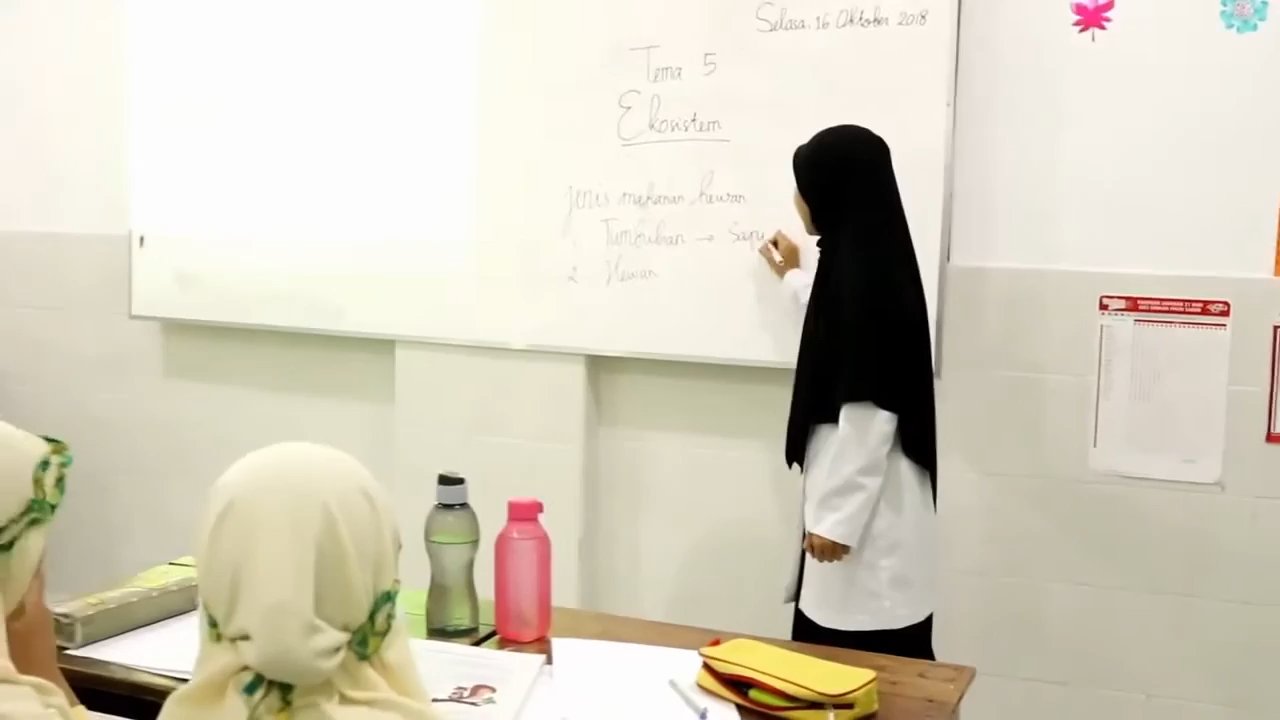 Selasa, 16 Oktober 2018
Tema 5
Ekosistem
Jenis makanan hewan
1 Tumbuhan → Sapi
2 Hewan